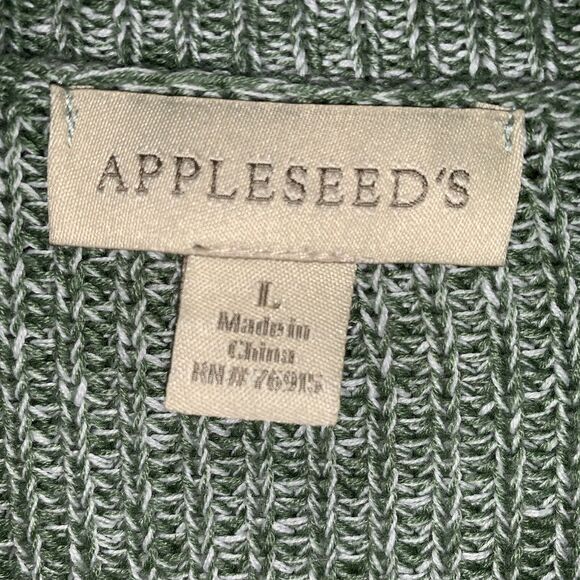 APPLESEED'S
L
Made in
China
RN# 76915